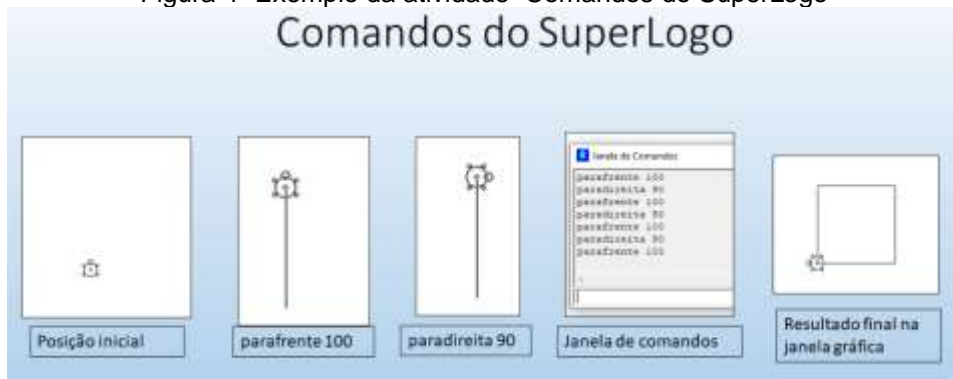 Figura 7 Exemplo da atividade "Comandos do SuperLogo"
Comandos do SuperLogo
Janela de Comandos
parafrente 100
paradireita 90
parafrente 100
paradireita 90
parafrente 100
paradireita 90
parafrente 100
Posição inicial
parafrente 100
paradireita 90
Janela de comandos
Resultado final na
janela gráfica